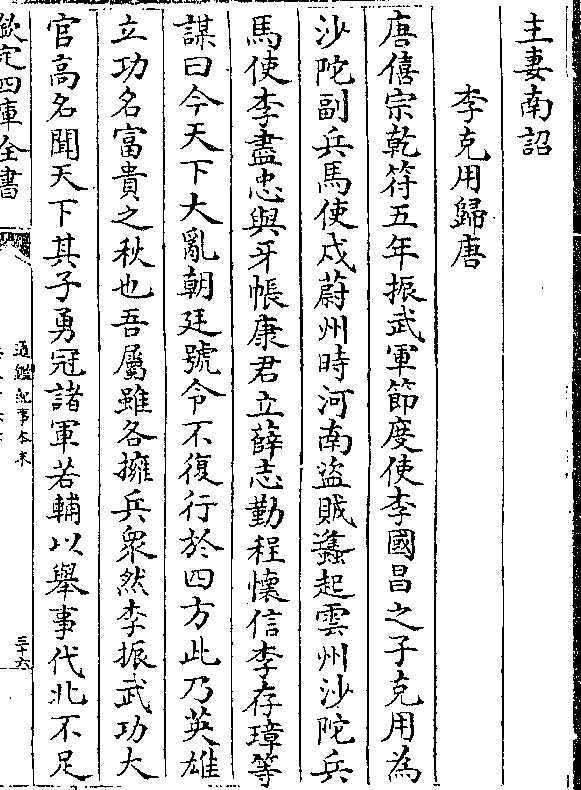 主妻南詔
李克用歸唐
唐僖宗乾符五年振武軍節度使李國昌之子克用為
沙陀副兵馬使戍蔚州時河南盜賊蠭起雲州沙陀兵
馬使李盡忠與牙帳康君立薛志勤程懷信李存璋等
謀曰今天下大亂朝廷號令不復行於四方此乃英雄
立功名富貴之秋也吾屬雖各擁兵衆然李振武功大
官高名聞天下其子勇冠諸軍若輔以舉事代北不足
欽定四庫全書
通鑑紀事本末
三十六